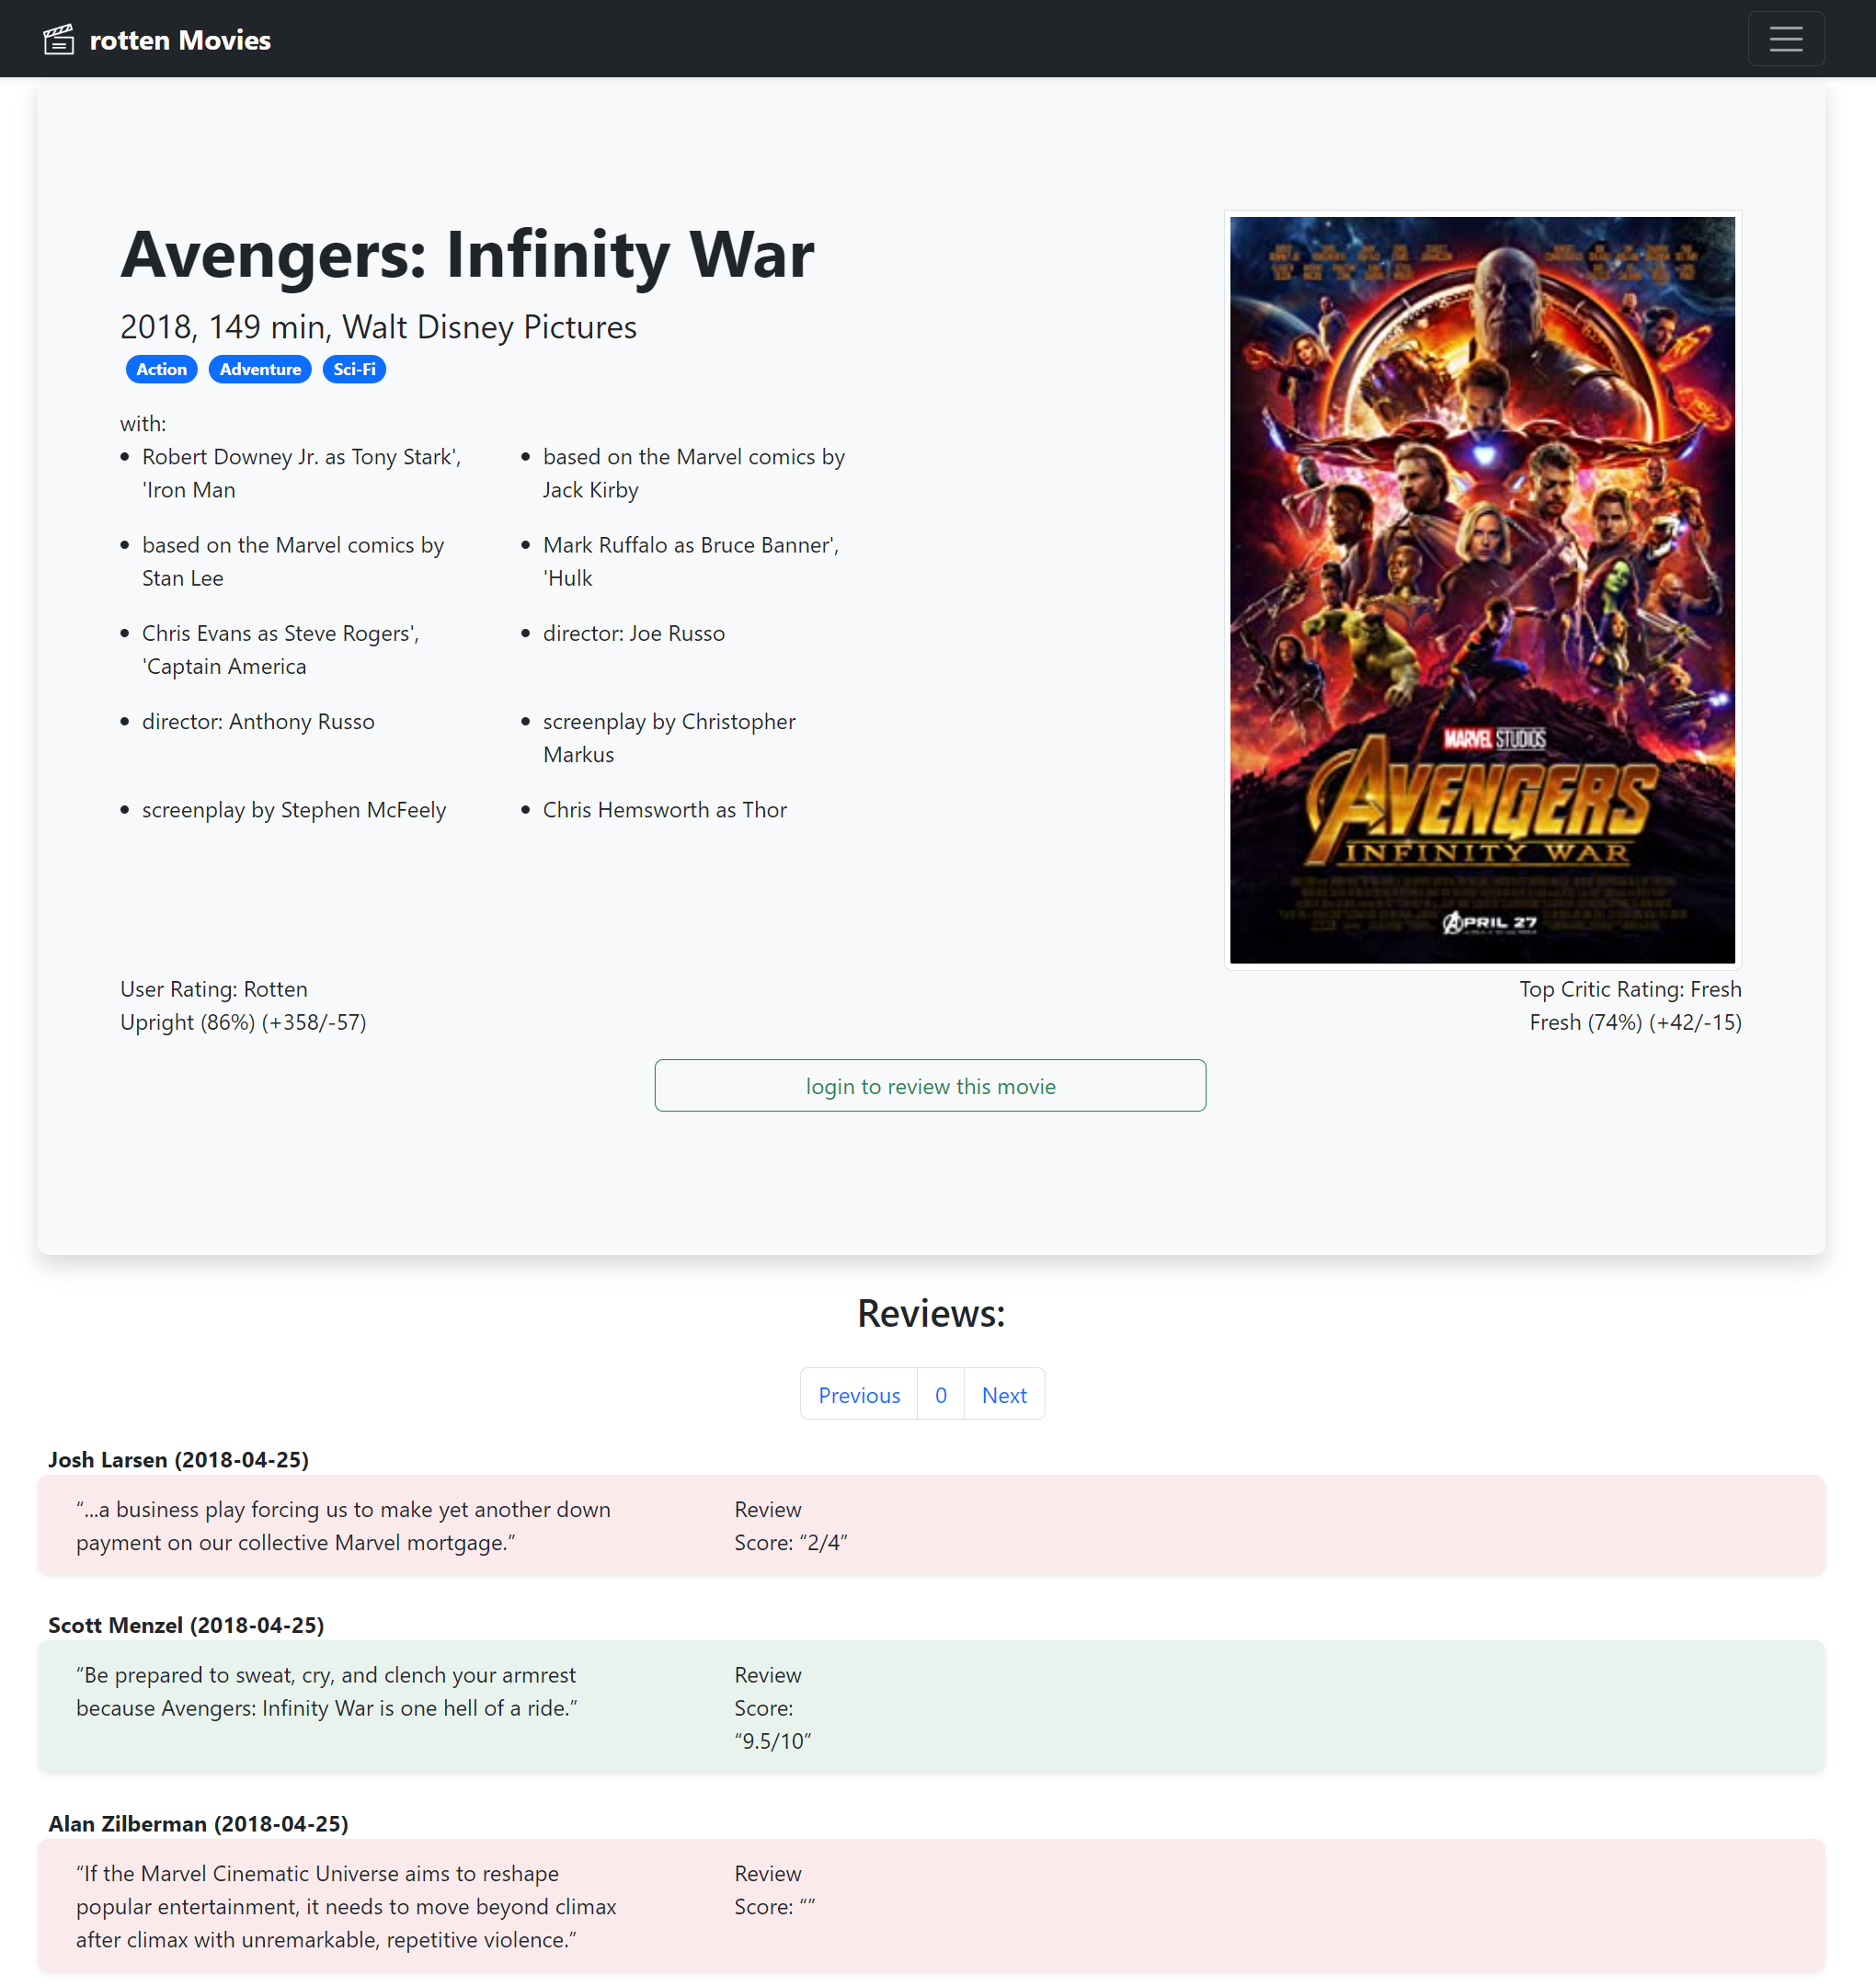 rotten Movies
Avengers: Infinity War
2018, 149 min, Walt Disney Pictures
Action Adventure Sci-Fi
with:
Robert Downey Jr. as Tony Stark',
'Iron Man
based on the Marvel comics by
Jack Kirby
based on the Marvel comics by
Stan Lee
Mark Ruffalo as Bruce Banner',
'Hulk
Chris Evans as Steve Rogers',
'Captain America
director: Joe Russo
director: Anthony Russo
screenplay by Christopher
Markus
screenplay by Stephen McFeely
Chris Hemsworth as Thor
MARVEL STUDIOS
AVENGERS
INFINITY WAR
APRIL 27
User Rating: Rotten
Upright (86%) (+358/-57)
Top Critic Rating: Fresh
Fresh (74%) (+42/-15)
login to review this movie
Reviews:
Previous 0 Next
Josh Larsen (2018-04-25)
“...a business play forcing us to make yet another down
payment on our collective Marvel mortgage.”
Review
Score: “2/4”
Scott Menzel (2018-04-25)
“Be prepared to sweat, cry, and clench your armrest
because Avengers: Infinity War is one hell of a ride.”
Review
Score:
“9.5/10”
Alan Zilberman (2018-04-25)
“If the Marvel Cinematic Universe aims to reshape
popular entertainment, it needs to move beyond climax
after climax with unremarkable, repetitive violence.”
Review
Score: “”